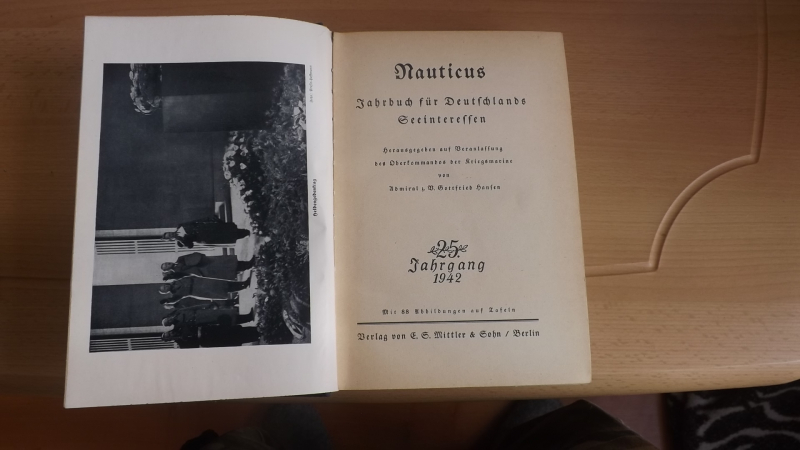 Heldengedenktag
Nauticus
Jahrbuch für Deutschlands
Seeinteressen
Herausgegeben auf Veranlassung
des Oberkommandos der Kriegsmarine
von
Admiral z. V. Gottfried Hansen
25.
Jahrgang
1942
Mit 88 Abbildungen auf Tafeln
Verlag von E. S. Mittler & Sohn / Berlin